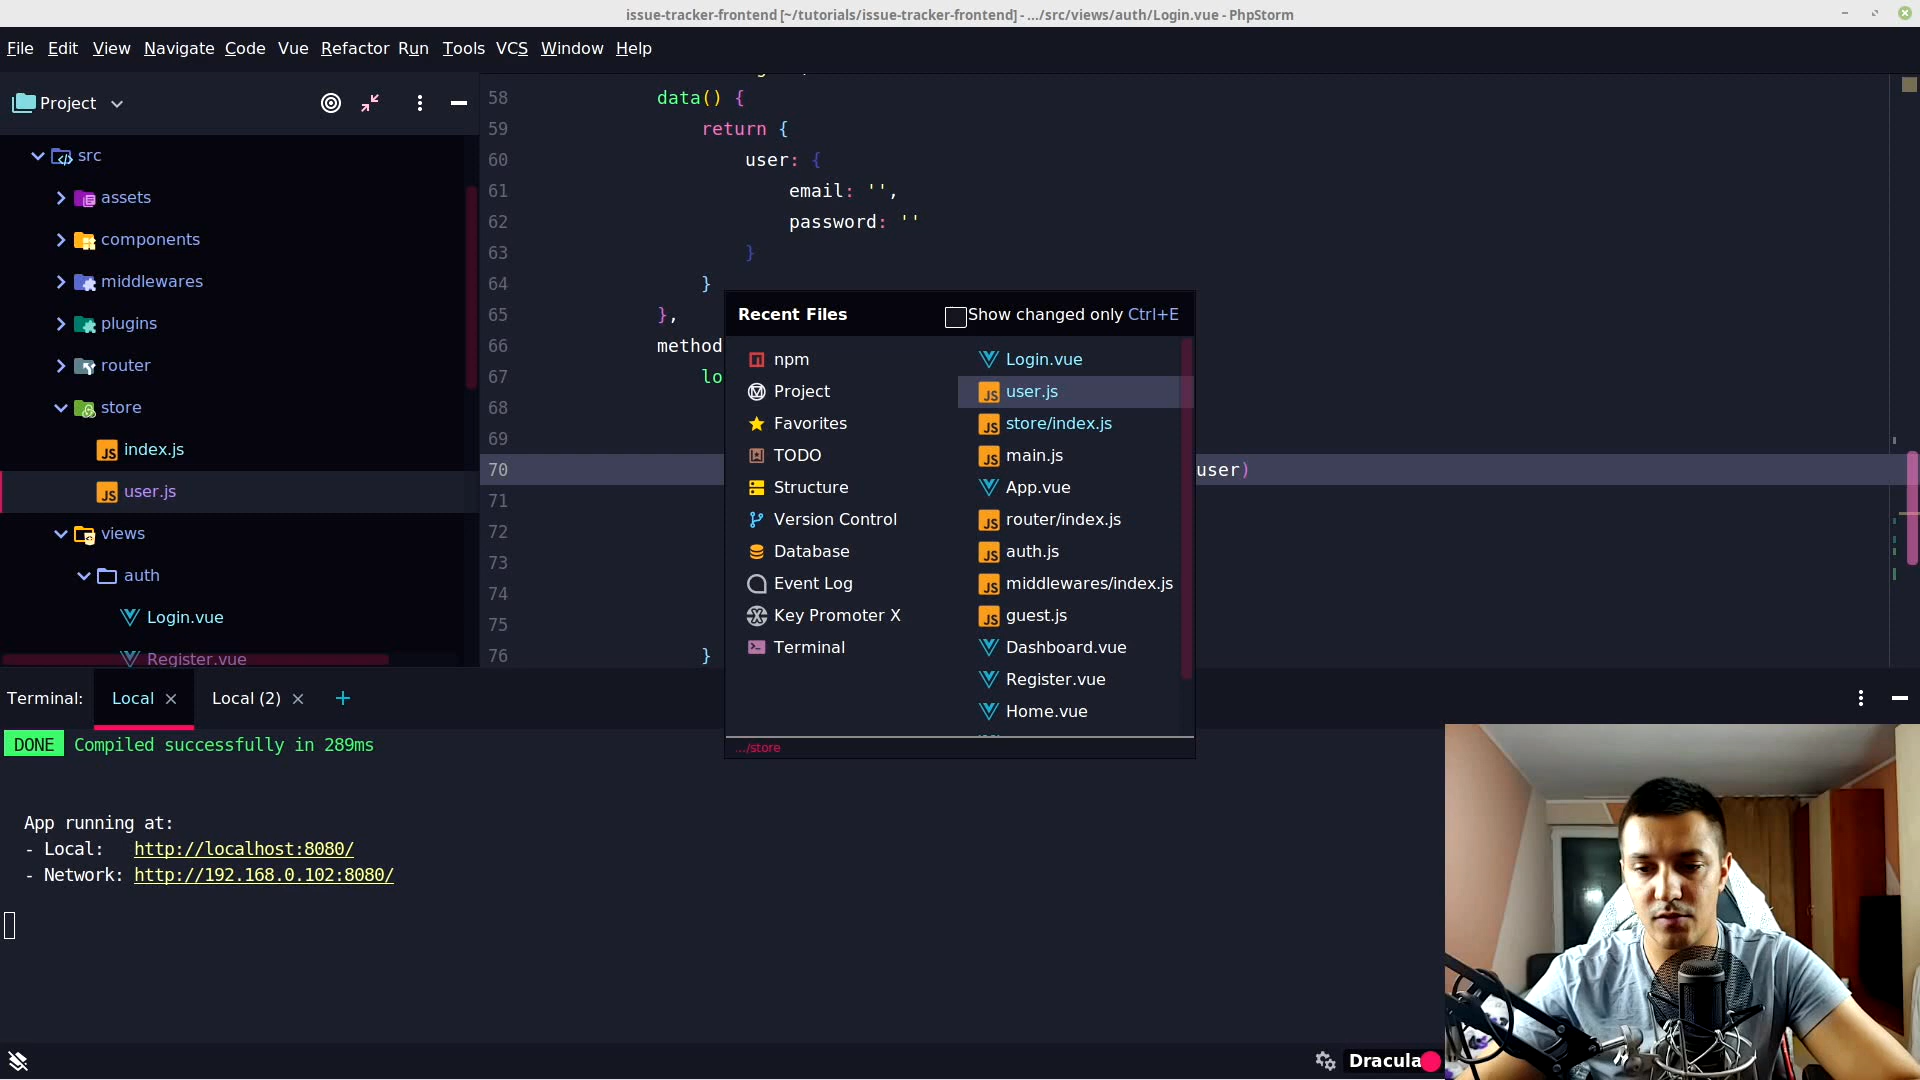 issue-tracker-frontend [~/tutorials/issue-tracker-frontend] - .../src/views/auth/Login.vue - PhpStorm
File Edit View Navigate Code Vue Refactor Run Tools VCS Window Help
Project
src
assets
components
middlewares
plugins
router
store
index.js
user.js
views
auth
Login.vue
Register.vue
58 data() {
59 return {
60 user: {
61 email: '',
62 password: ''
63 }
64 }
65 },
66 method
67 lo
68
69
70 user)
71
72
73
74
75
76 }
Recent Files Show changed only Ctrl+E
npm
Project
Favorites
TODO
Structure
Version Control
Database
Event Log
Key Promoter X
Terminal
Login.vue
user.js
store/index.js
main.js
App.vue
router/index.js
auth.js
middlewares/index.js
guest.js
Dashboard.vue
Register.vue
Home.vue
.../store
Terminal: Local Local (2) +
DONE Compiled successfully in 289ms
App running at:
- Local: http://localhost:8080/
- Network: http://192.168.0.102:8080/
Dracula